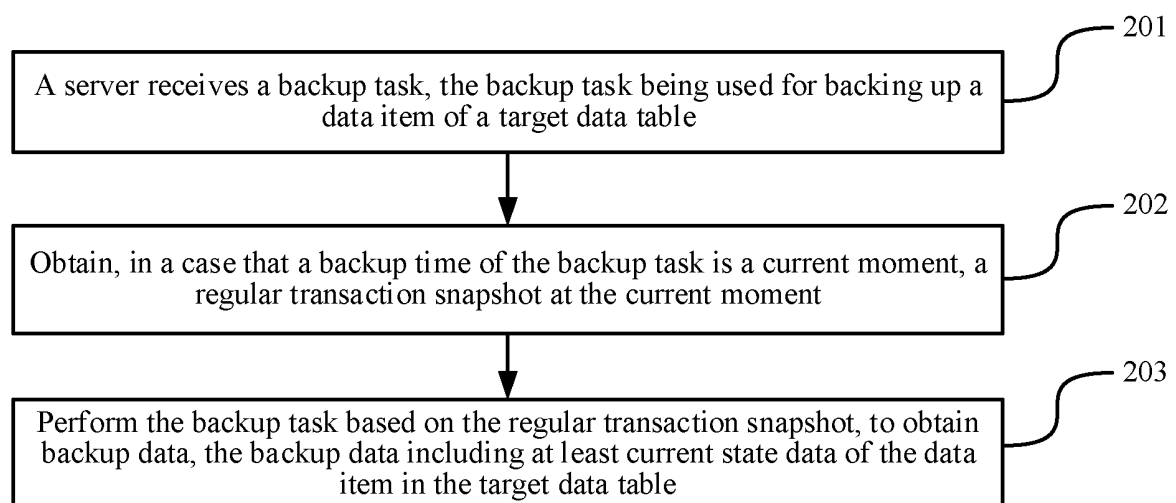 201
A server receives a backup task, the backup task being used for backing up a
data item of a target data table
202
Obtain, in a case that a backup time of the backup task is a current moment, a
regular transaction snapshot at the current moment
203
Perform the backup task based on the regular transaction snapshot, to obtain
backup data, the backup data including at least current state data of the data
item in the target data table